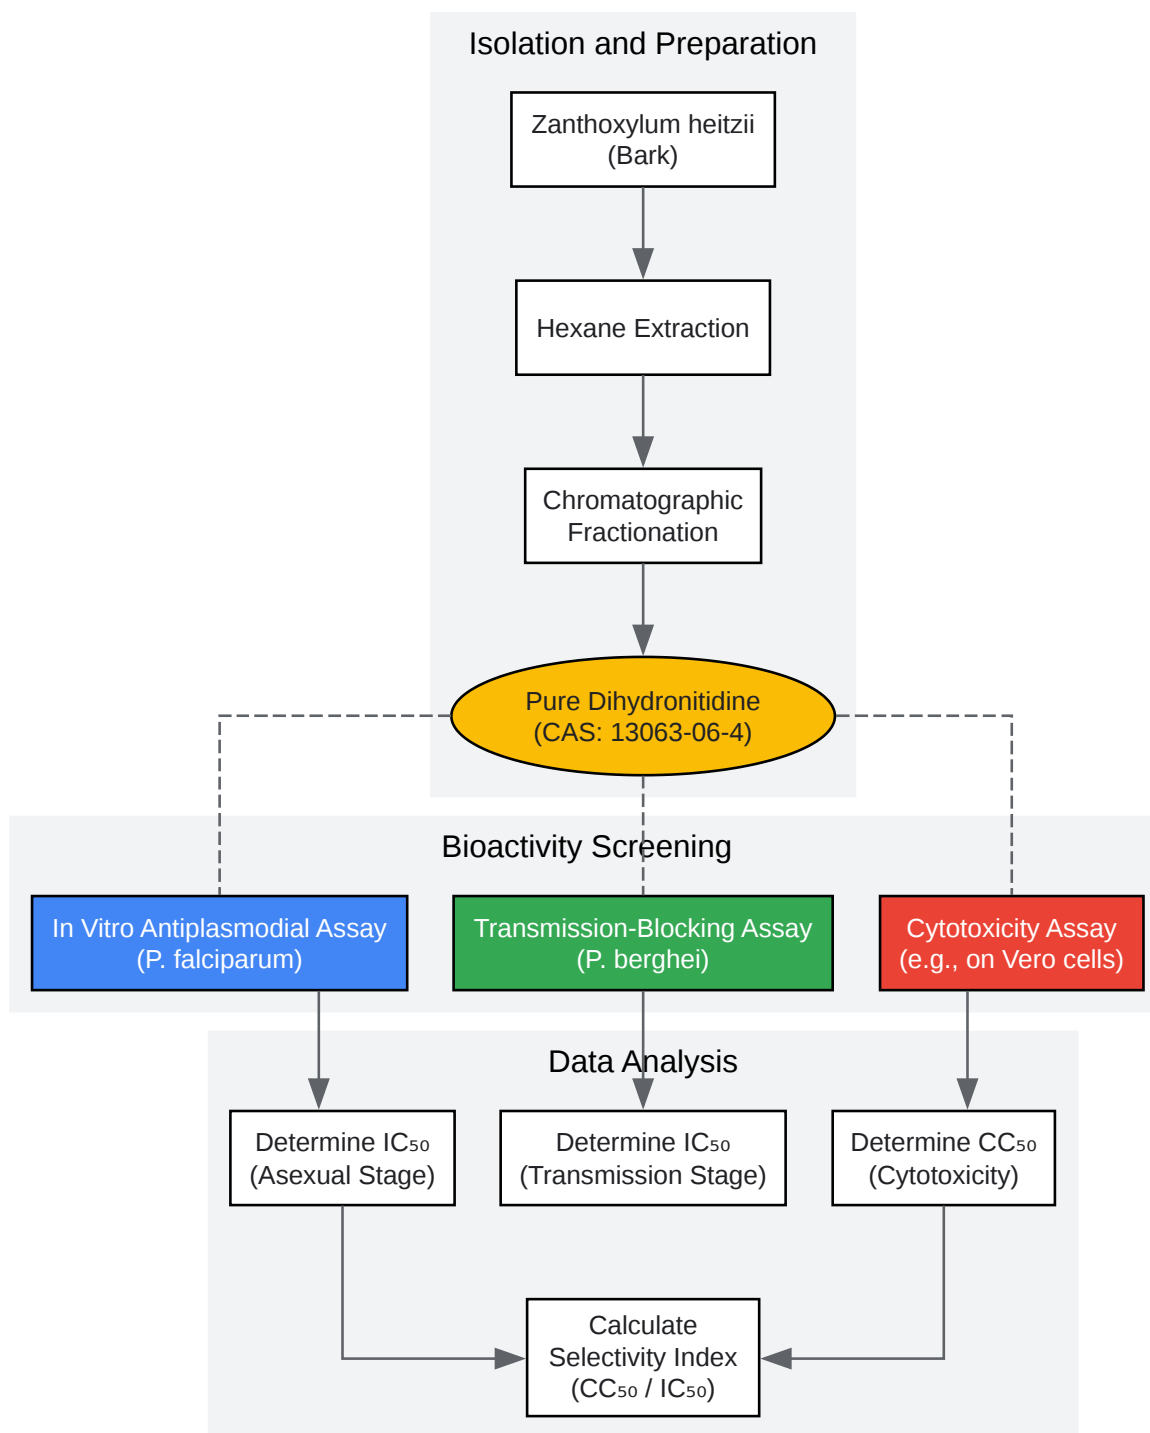 Isolation and Preparation
Zanthoxylum heitzii
(Bark)
Hexane Extraction
Chromatographic
Fractionation
Pure Dihydronitidine
(CAS: 13063-06-4)
Bioactivity Screening
In Vitro Antiplasmodial Assay
(P. falciparum)
Transmission-Blocking Assay
(P. berghei)
Cytotoxicity Assay
(e.g., on Vero cells)
Data Analysis
Determine IC₅₀
(Asexual Stage)
Determine IC₅₀
(Transmission Stage)
Determine CC₅₀
(Cytotoxicity)
Calculate
Selectivity Index
(CC₅₀ / IC₅₀)